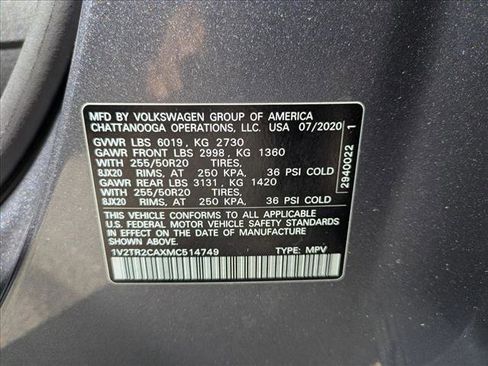 MFD BY VOLKSWAGEN GROUP OF AMERICA
CHATTANOOGA OPERATIONS, LLC. USA 07/2020
GVWR LBS 6019, KG 2730
GAWR FRONT LBS 2998, KG 1360
WITH 255/50R20 TIRES,
8JX20 RIMS, AT 250 KPA, 36 PSI COLD
GAWR REAR LBS 3131, KG 1420
WITH 255/50R20 TIRES,
8JX20 RIMS, AT 250 KPA, 36 PSI COLD
THIS VEHICLE CONFORMS TO ALL APPLICABLE
U.S. FEDERAL MOTOR VEHICLE SAFETY STANDARDS
IN EFFECT ON THE DATE OF MANUFACTURE SHOWN ABOVE
1V2TR2CAXMC514749 TYPE: MPV
2940022 1